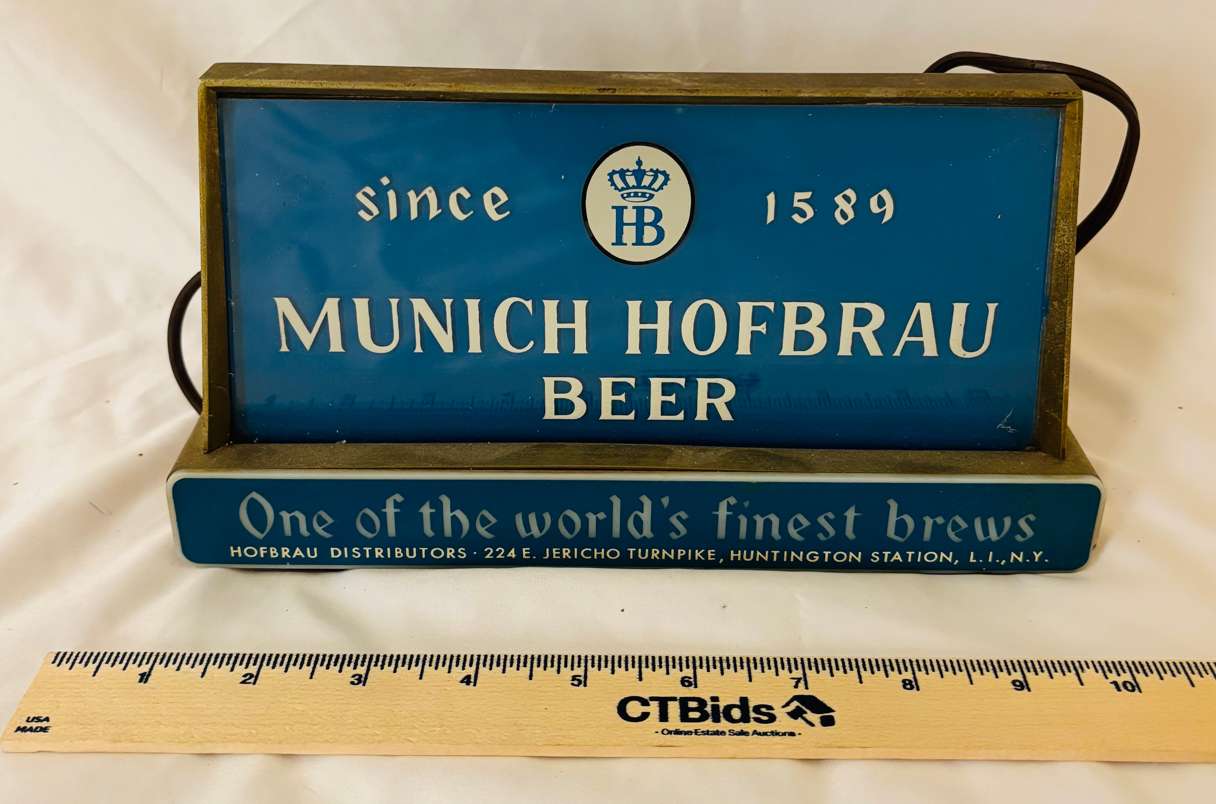 since HB 1589
MUNICH HOFBRAU
BEER
One of the world's finest brews
HOFBRAU DISTRIBUTORS · 224 E. JERICHO TURNPIKE, HUNTINGTON STATION, L.I., N.Y.
1 2 3 4 5 6 7 8 9 10
CTBids
- Online Estate Sale Auctions -
USA
MADE